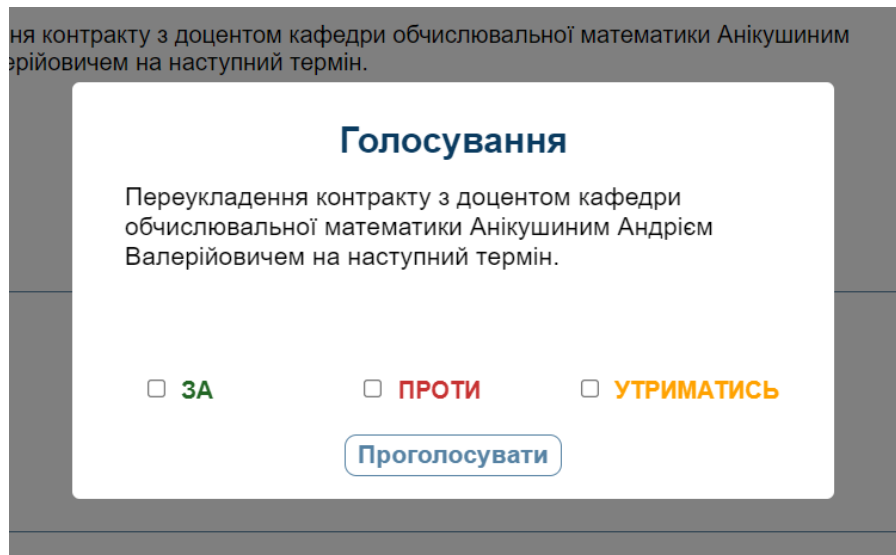 ня контракту з доцентом кафедри обчислювальної математики Анікушиним
ерійовичем на наступний термін.
Голосування
Переукладення контракту з доцентом кафедри
обчислювальної математики Анікушиним Андрієм
Валерійовичем на наступний термін.
ЗА ПРОТИ УТРИМАТИСЬ
Проголосувати